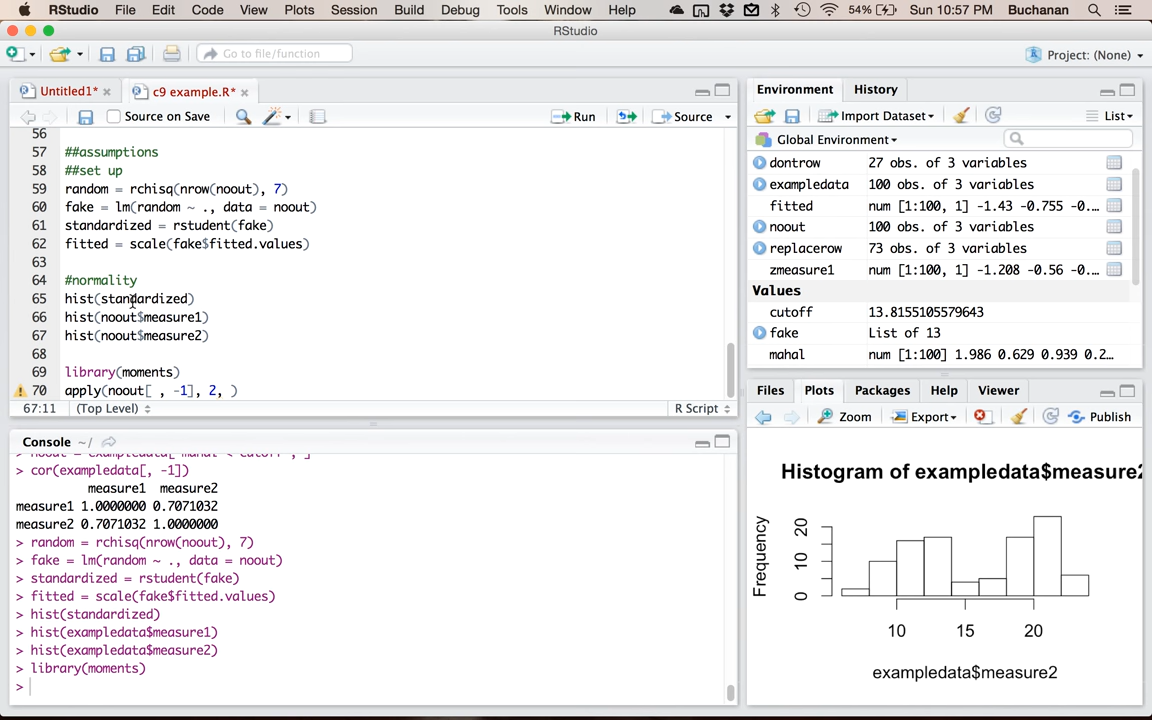 RStudio File Edit Code View Plots Session Build Debug Tools Window Help 54% Sun 10:57 PM Buchanan
RStudio
Go to file/function Project: (None)
Untitled1* c9 example.R*
Source on Save Run Source
56
57 ##assumptions
58 ##set up
59 random = rchisq(nrow(noout), 7)
60 fake = lm(random ~ ., data = noout)
61 standardized = rstudent(fake)
62 fitted = scale(fake$fitted.values)
63
64 #normality
65 hist(standardized)
66 hist(noout$measure1)
67 hist(noout$measure2)
68
69 library(moments)
70 apply(noout[ , -1], 2, )
67:11 (Top Level) R Script
Console ~/
> cor(exampledata[, -1])
measure1 measure2
measure1 1.0000000 0.7071032
measure2 0.7071032 1.0000000
> random = rchisq(nrow(noout), 7)
> fake = lm(random ~ ., data = noout)
> standardized = rstudent(fake)
> fitted = scale(fake$fitted.values)
> hist(standardized)
> hist(exampledata$measure1)
> hist(exampledata$measure2)
> library(moments)
>
Environment History
Import Dataset List
Global Environment
dontrow 27 obs. of 3 variables
exampledata 100 obs. of 3 variables
fitted num [1:100, 1] -1.43 -0.755 -0...
noout 100 obs. of 3 variables
replacerow 73 obs. of 3 variables
zmeasure1 num [1:100, 1] -1.208 -0.56 -0...
Values
cutoff 13.8155105579643
fake List of 13
mahal num [1:100] 1.986 0.629 0.939 0.2...
Files Plots Packages Help Viewer
Zoom Export Publish
Histogram of exampledata$measure2
Frequency
0 10 20
10 15 20
exampledata$measure2